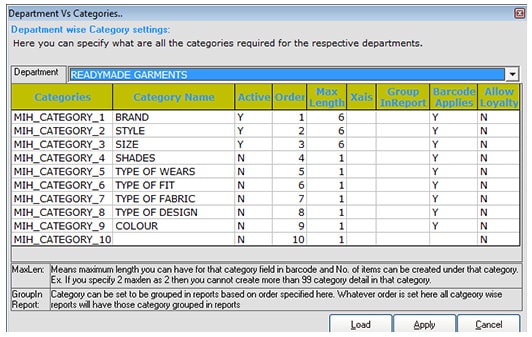 Department Vs Categories..
Department wise Category settings:
Here you can specify what are all the categories required for the respective departments.
Department READYMADE GARMENTS
Categories Category Name Active Order Max Length Xais Group InReport Barcode Applies Allow Loyalty
MIH_CATEGORY_1 BRAND Y 1 6 Y N
MIH_CATEGORY_2 STYLE Y 2 6 Y N
MIH_CATEGORY_3 SIZE Y 3 6 Y N
MIH_CATEGORY_4 SHADES N 4 1 Y N
MIH_CATEGORY_5 TYPE OF WEARS N 5 1 Y N
MIH_CATEGORY_6 TYPE OF FIT N 6 1 Y N
MIH_CATEGORY_7 TYPE OF FABRIC N 7 1 Y N
MIH_CATEGORY_8 TYPE OF DESIGN N 8 1 Y N
MIH_CATEGORY_9 COLOUR N 9 1 Y N
MIH_CATEGORY_10 N 10 1 N
MaxLen: Means maximum length you can have for that category field in barcode and No. of items can be created under that category.
Ex. If you specify 2 maxlen as 2 then you cannot create more than 99 category detail in that category.
GroupIn Category can be set to be grouped in reports based on order specified here. Whatever order is set here all catgeory wise
Report: reports will have those category grouped in reports
Load Apply Cancel